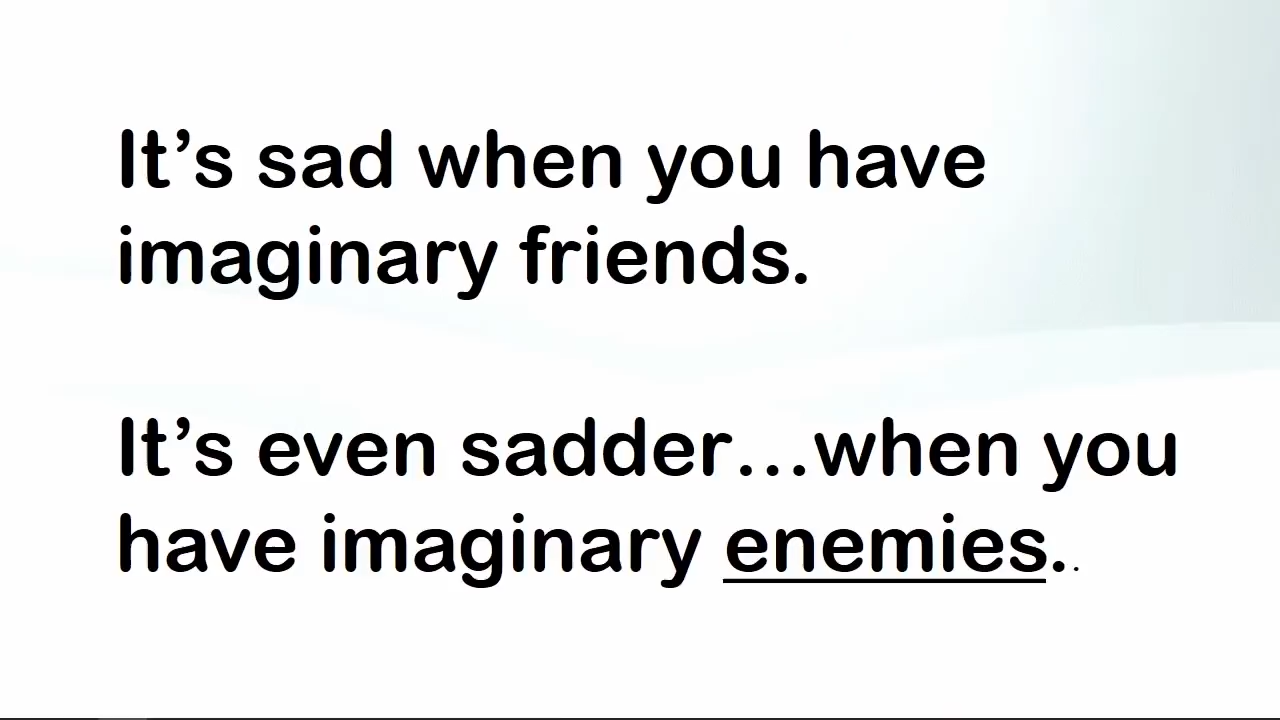 It’s sad when you have
imaginary friends.
It’s even sadder…when you
have imaginary enemies..